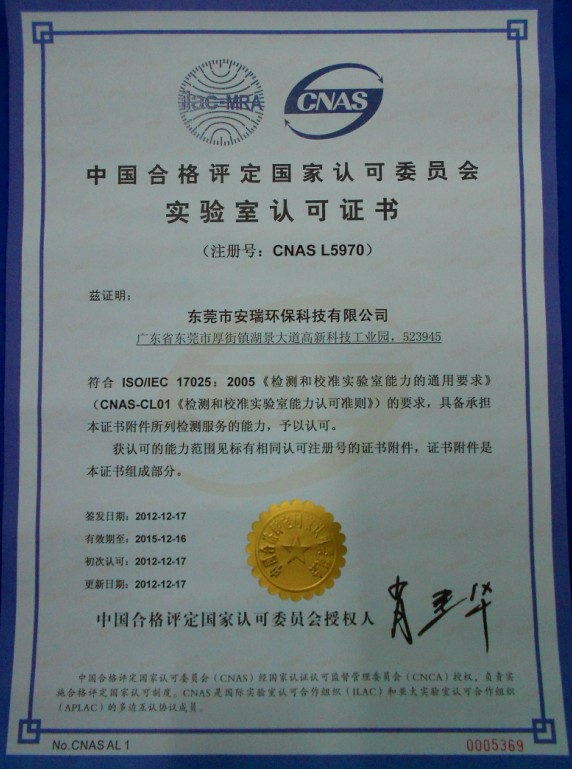 ilac-MRA
CNAS
中国合格评定国家认可委员会
实验室认可证书
（注册号：CNAS L5970）
兹证明：
东莞市安瑞环保科技有限公司
广东省东莞市厚街镇湖景大道高新科技工业园，523945
符合 ISO/IEC 17025：2005《检测和校准实验室能力的通用要求》
（CNAS-CL01《检测和校准实验室能力认可准则》）的要求，具备承担
本证书附件所列检测服务的能力，予以认可。
获认可的能力范围见标有相同认可注册号的证书附件，证书附件是
本证书组成部分。
签发日期：2012-12-17
有效期至：2015-12-16
初次认可：2012-12-17
更新日期：2012-12-17
中国合格评定国家认可委员会授权人
中国合格评定国家认可委员会（CNAS）经国家认证认可监督管理委员会（CNCA）授权，负责实
施合格评定国家认可制度。CNAS是国际实验室认可合作组织（ILAC）和亚太实验室认可合作组织
（APLAC）的多边互认协议成员。
No.CNAS AL 1
0005369